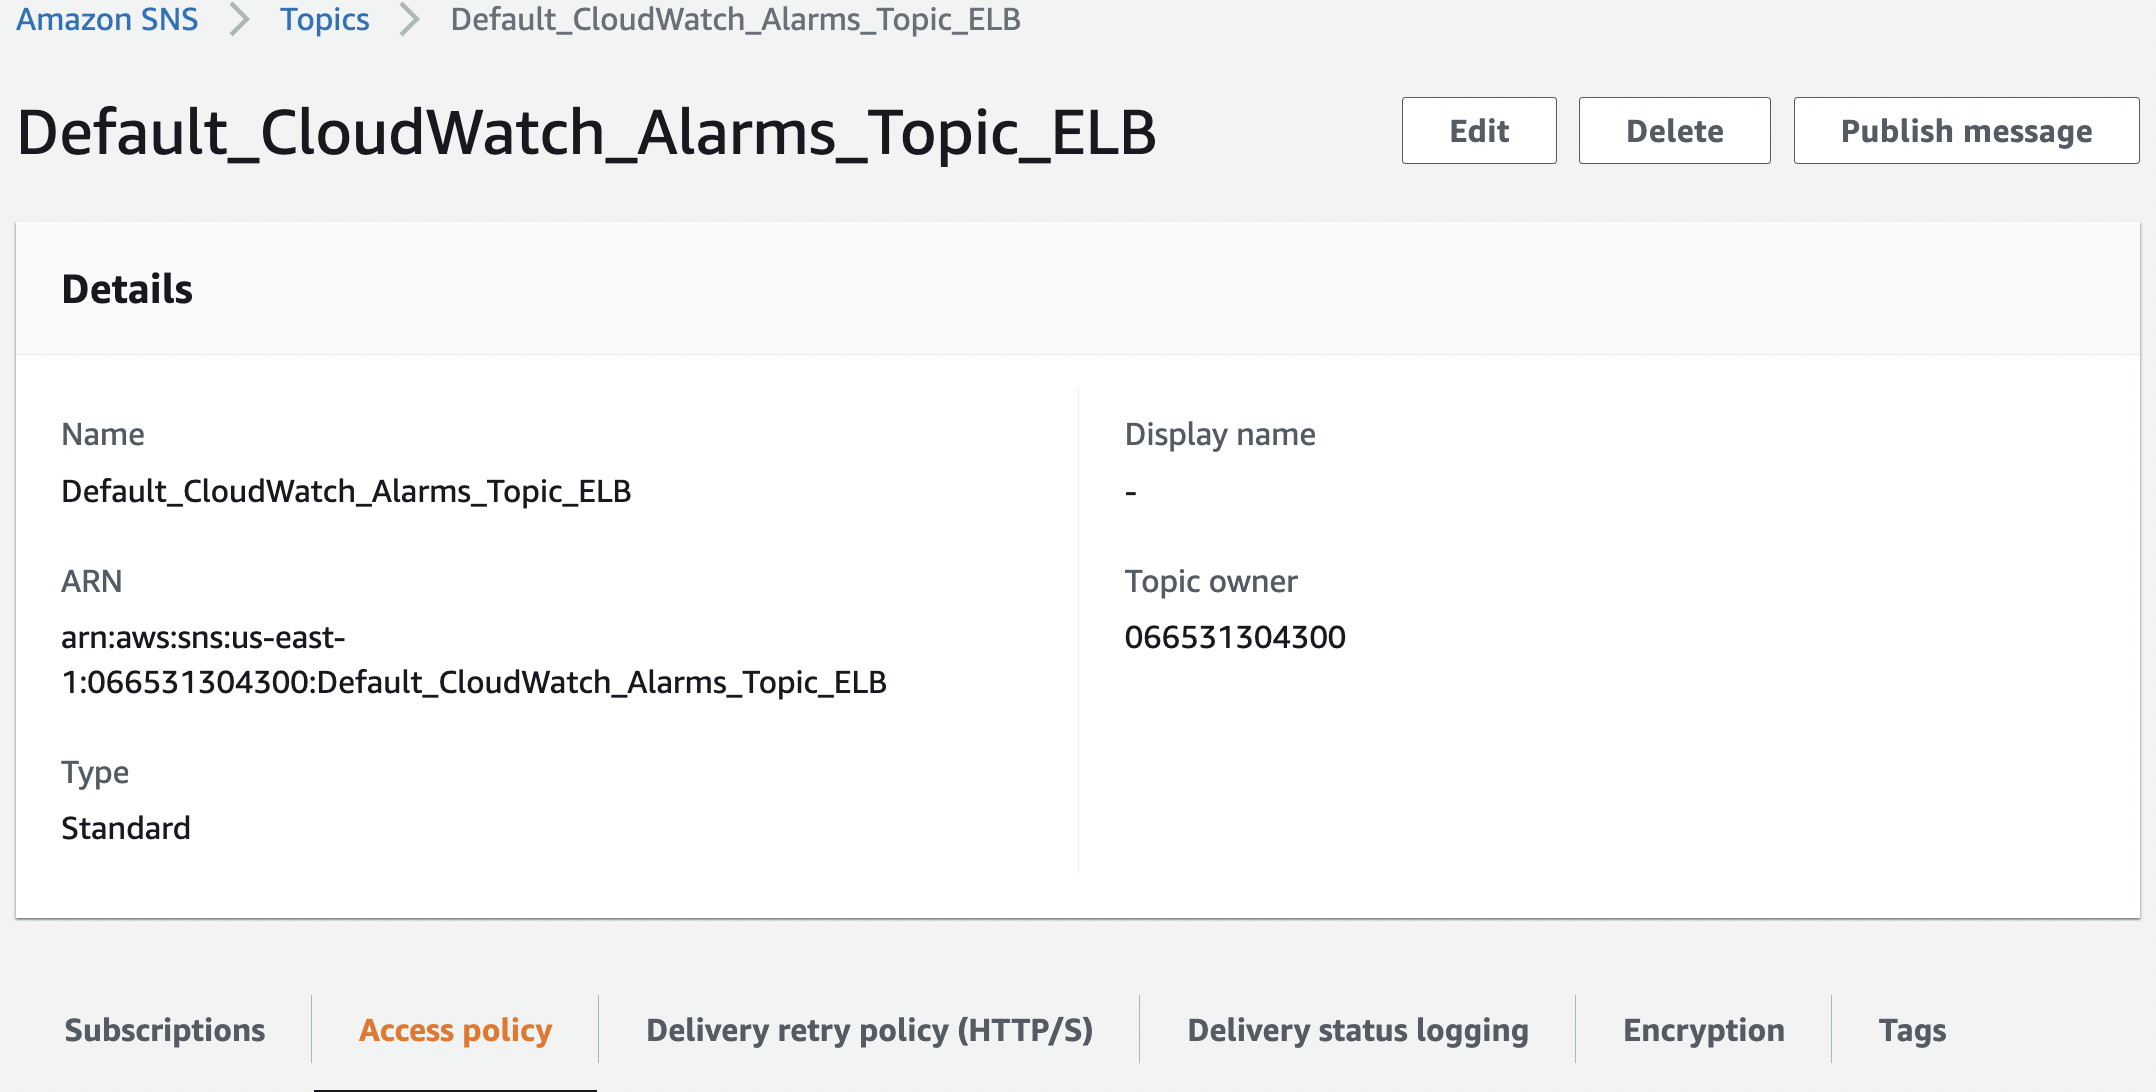 Amazon SNS > Topics > Default_CloudWatch_Alarms_Topic_ELB
Default_CloudWatch_Alarms_Topic_ELB
Edit
Delete
Publish message
Details
Name
Default_CloudWatch_Alarms_Topic_ELB
Display name
-
ARN
arn:aws:sns:us-east-
1:066531304300:Default_CloudWatch_Alarms_Topic_ELB
Topic owner
066531304300
Type
Standard
Subscriptions
Access policy
Delivery retry policy (HTTP/S)
Delivery status logging
Encryption
Tags